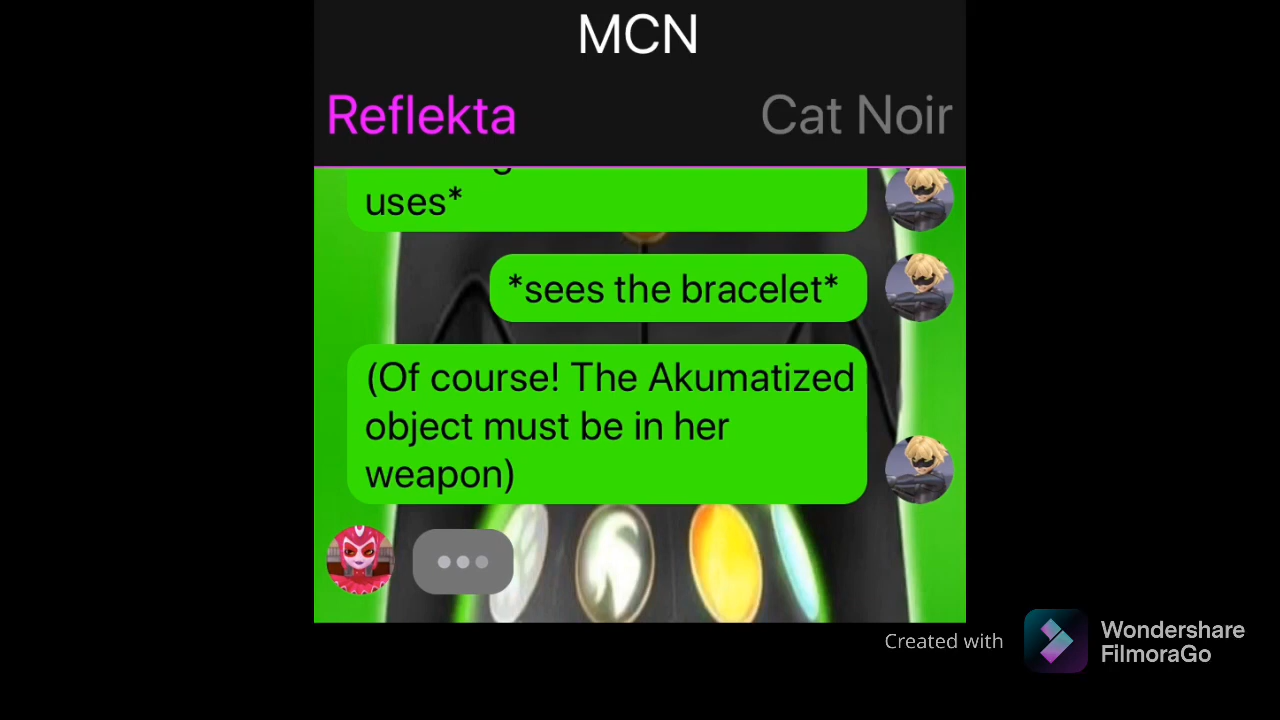 MCN
Reflekta
Cat Noir
uses*
*sees the bracelet*
(Of course! The Akumatized
object must be in her
weapon)
Created with
Wondershare
FilmoraGo